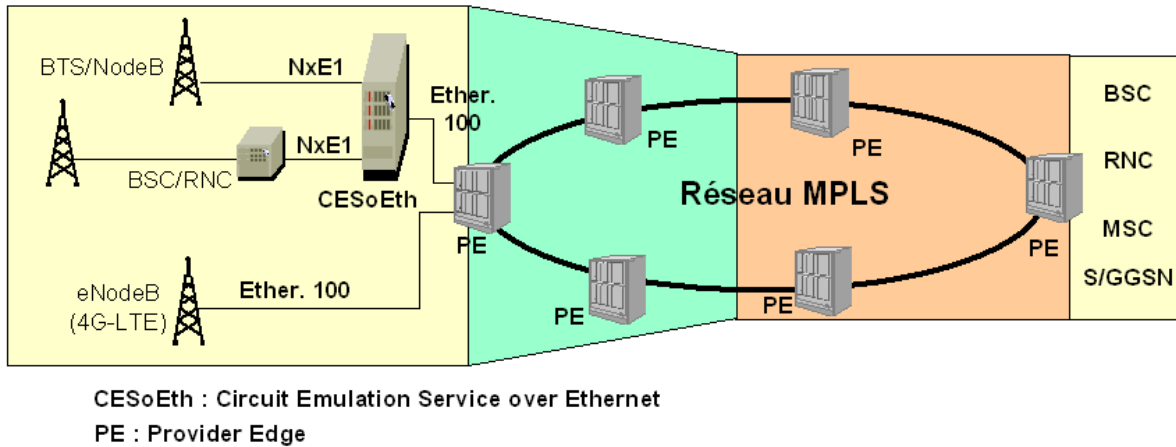 BTS/NodeB
NxE1
Ether.
100
BSC/RNC
NxE1
CESoEth
PE
eNodeB
(4G-LTE)
Ether. 100
PE
PE
Réseau MPLS
PE
PE
PE
BSC
RNC
MSC
S/GGSN
CESoEth : Circuit Emulation Service over Ethernet
PE : Provider Edge